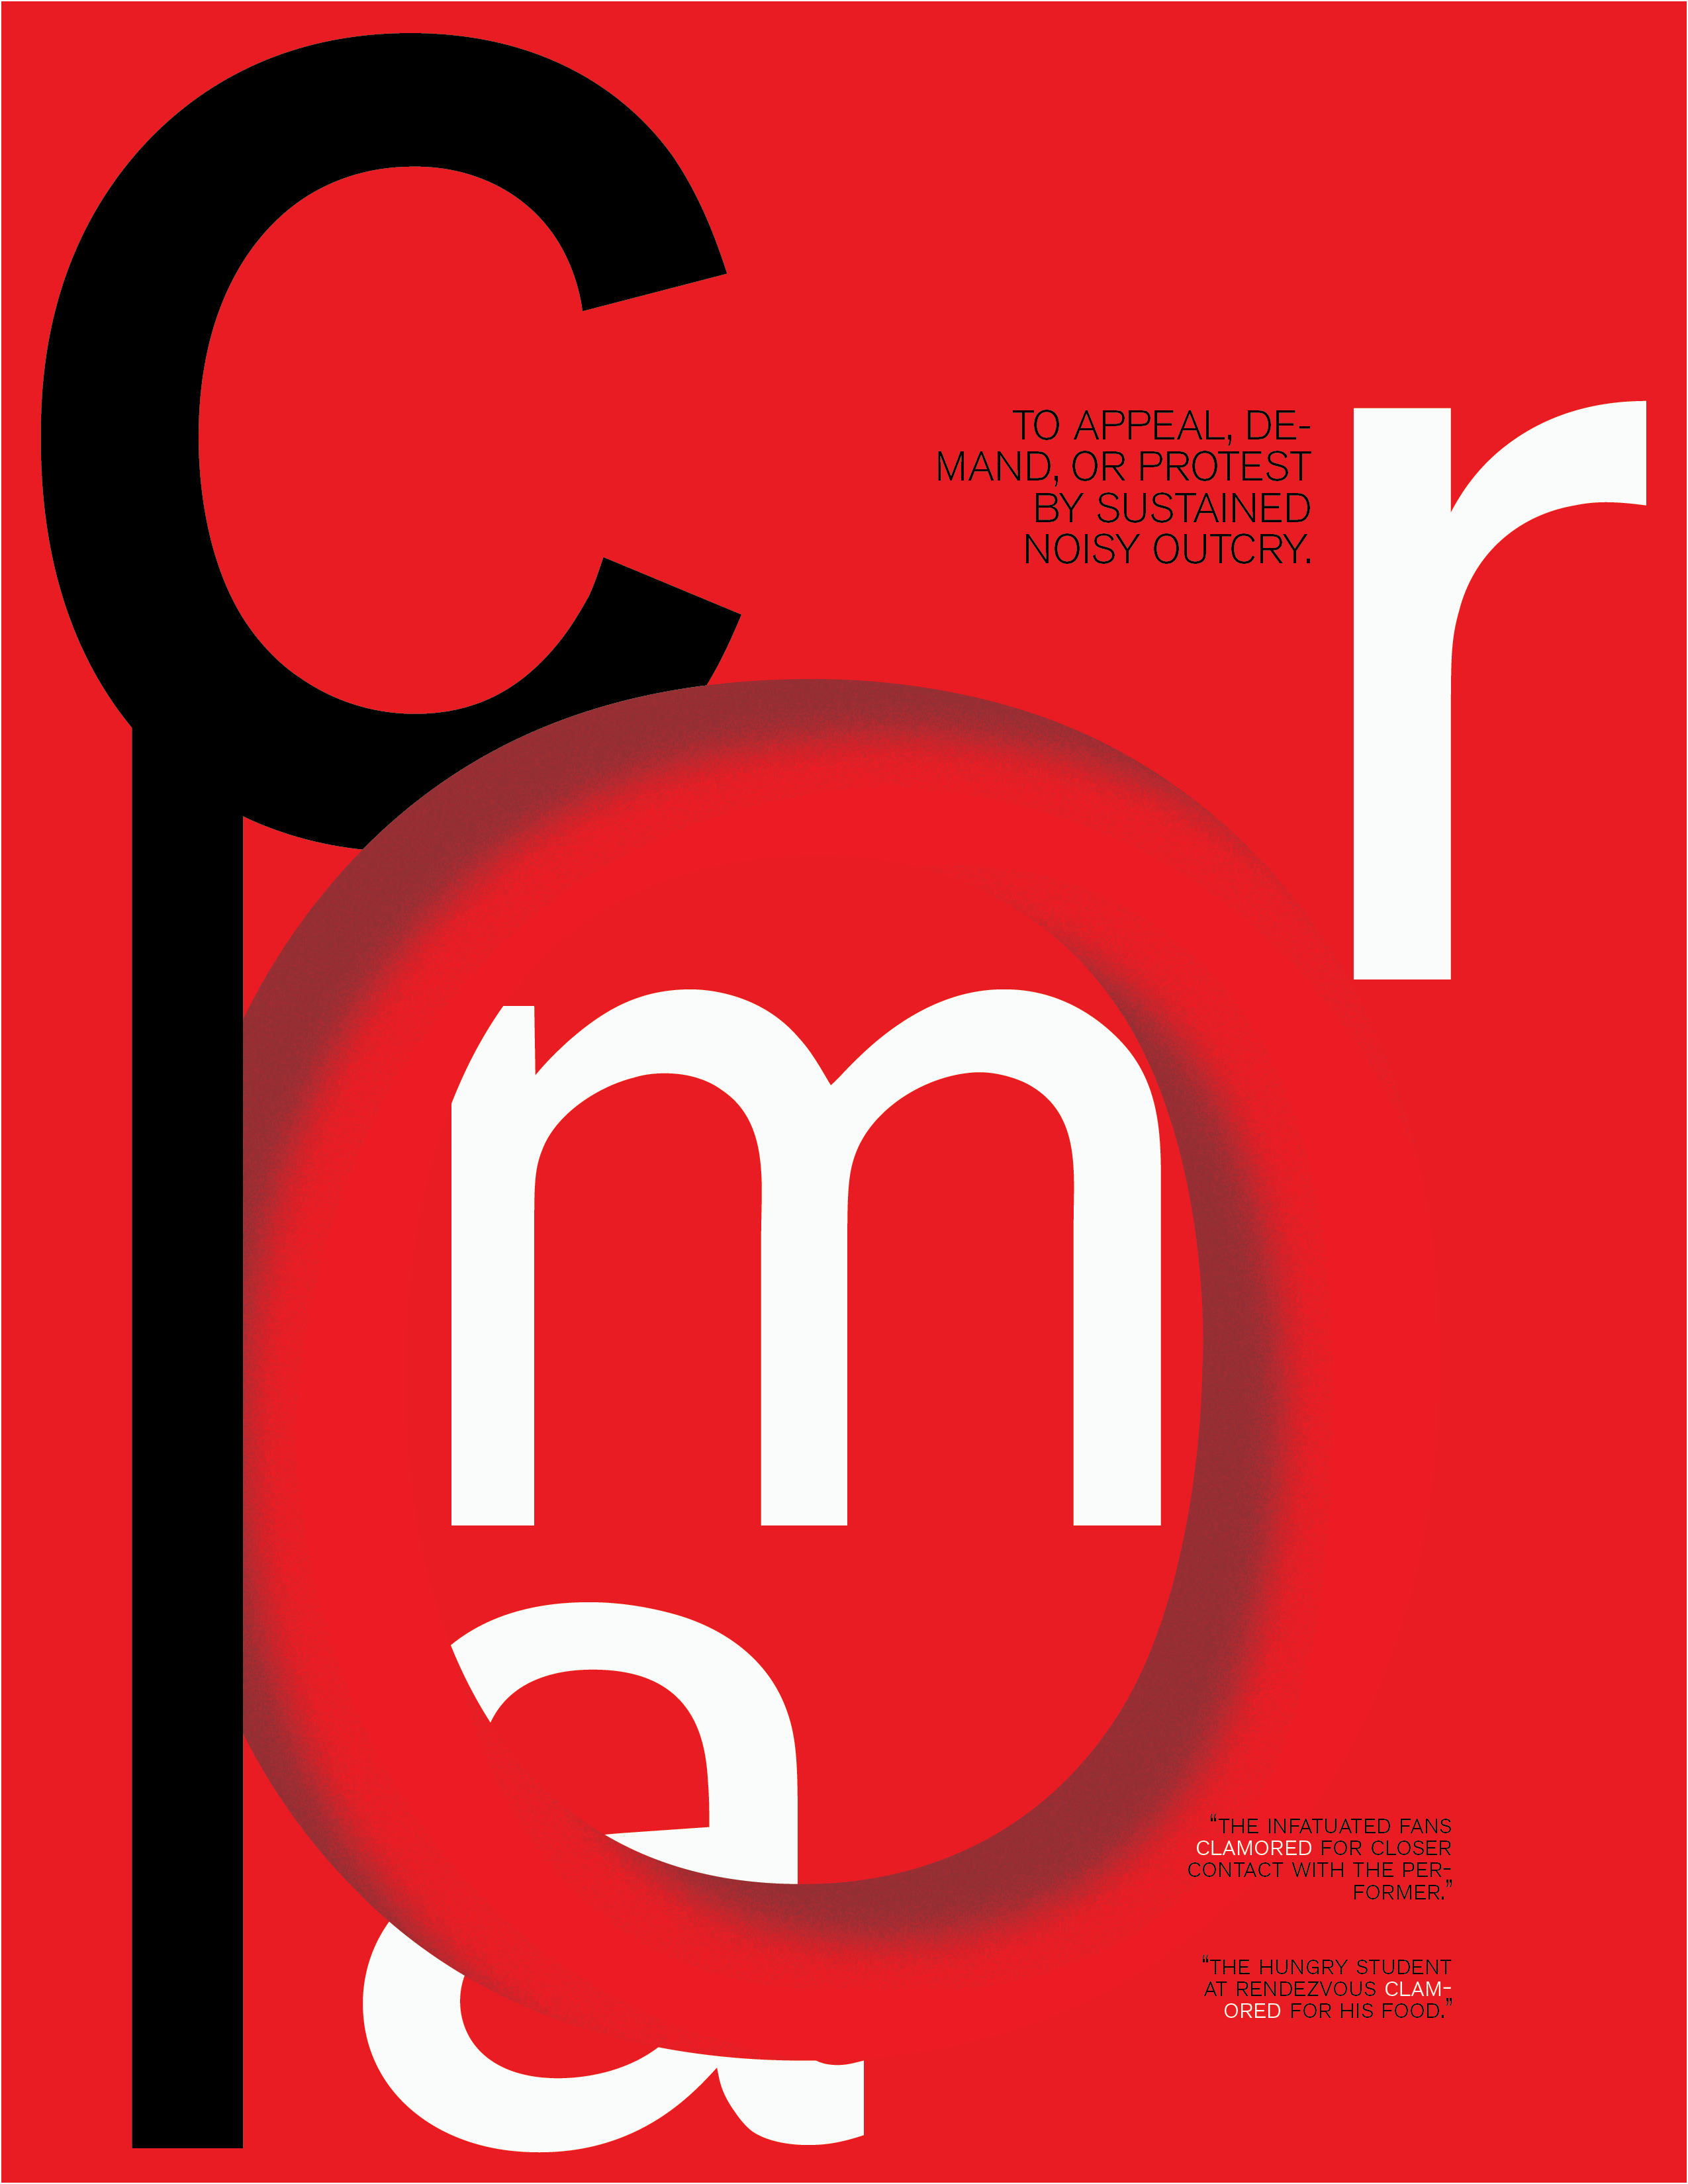 C
l
a
m
o
r
TO APPEAL, DE-
MAND, OR PROTEST
BY SUSTAINED
NOISY OUTCRY.
“THE INFATUATED FANS
CLAMORED FOR CLOSER
CONTACT WITH THE PER-
FORMER.”
“THE HUNGRY STUDENT
AT RENDEZVOUS CLAM-
ORED FOR HIS FOOD.”